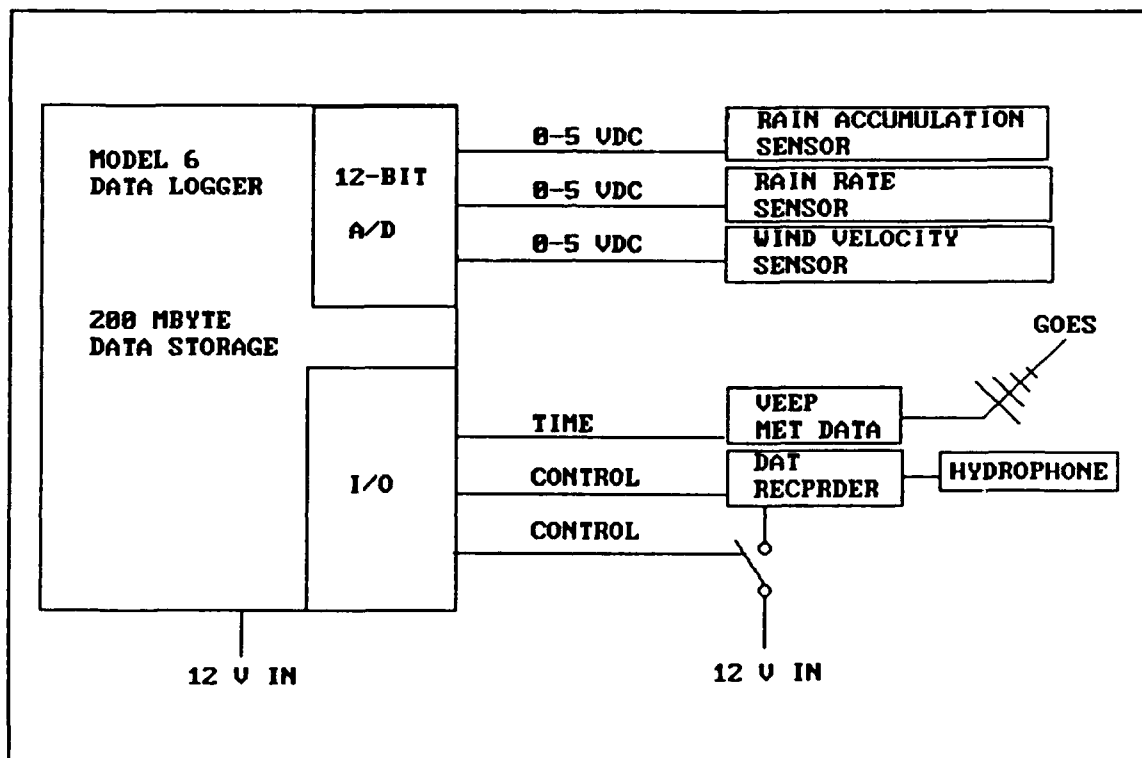 MODEL 6
DATA LOGGER
200 MBYTE
DATA STORAGE
12-BIT
A/D
I/O
12 V IN
0-5 VDC
RAIN ACCUMULATION
SENSOR
0-5 VDC
RAIN RATE
SENSOR
0-5 VDC
WIND VELOCITY
SENSOR
GOES
TIME
VEEP
MET DATA
CONTROL
DAT
RECPRDER
HYDROPHONE
CONTROL
12 V IN